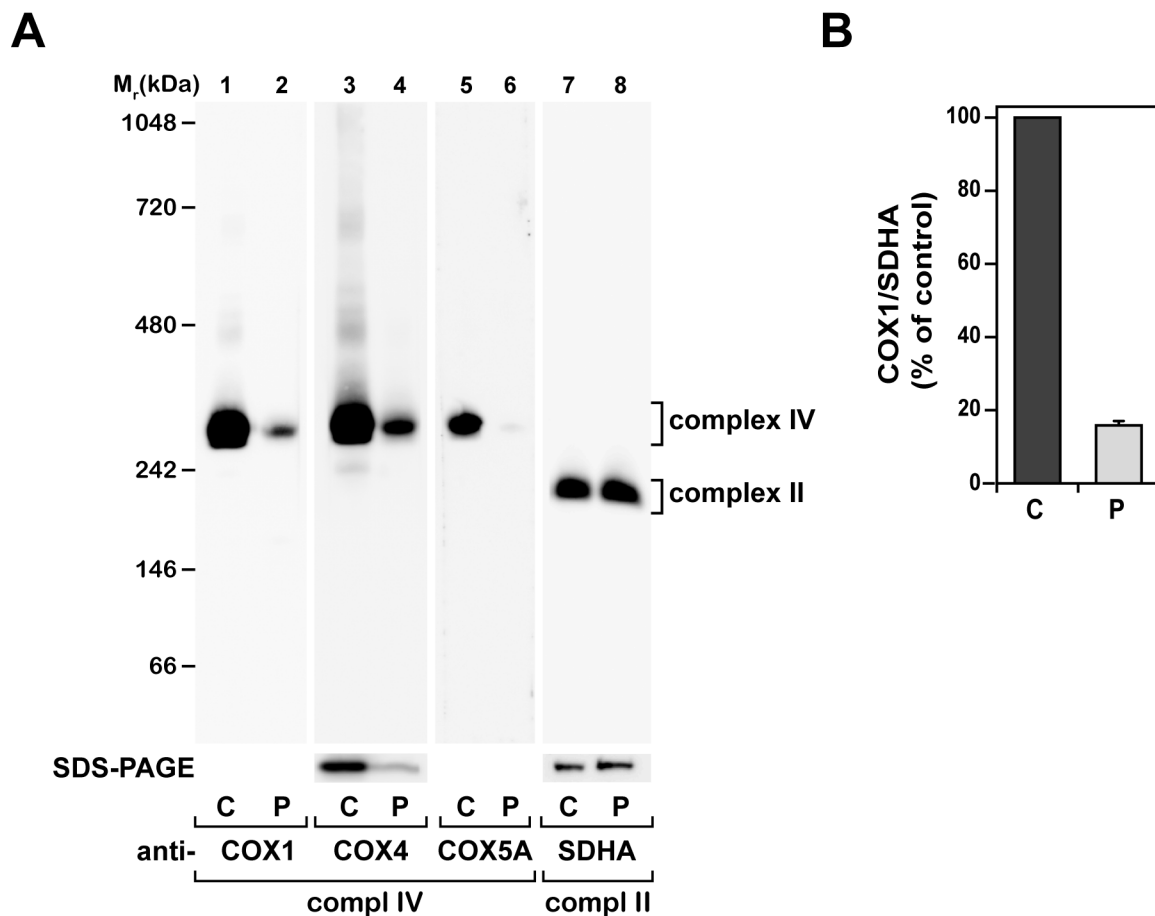 A
B
M_r(kDa) 1 2 3 4 5 6 7 8
1048
720
480
242
146
66
complex IV
complex II
SDS-PAGE
C P C P C P C P
anti- COX1 COX4 COX5A SDHA
compl IV compl II
COX1/SDHA
(% of control)
100
80
60
40
20
0
C P